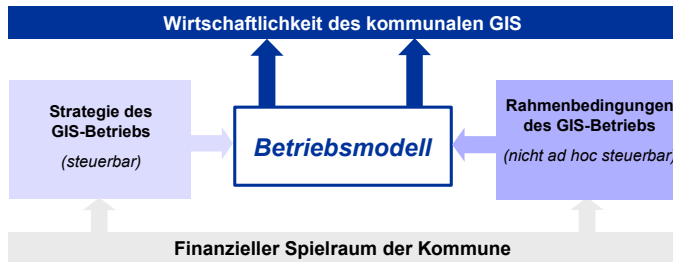 Wirtschaftlichkeit des kommunalen GIS
Strategie des
GIS-Betriebs
(steuerbar)
Betriebsmodell
Rahmenbedingungen
des GIS-Betriebs
(nicht ad hoc steuerbar)
Finanzieller Spielraum der Kommune